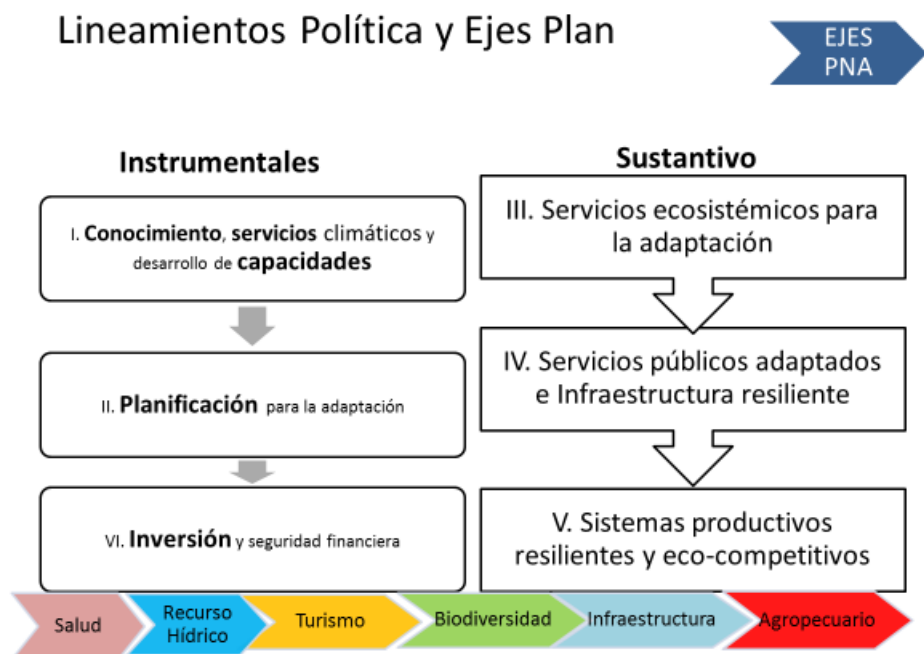 Lineamientos Política y Ejes Plan
EJES
PNA
Instrumentales
I. Conocimiento, servicios climáticos y
desarrollo de capacidades
II. Planificación para la adaptación
VI. Inversión y seguridad financiera
Sustantivo
III. Servicios ecosistémicos para
la adaptación
IV. Servicios públicos adaptados
e Infraestructura resiliente
V. Sistemas productivos
resilientes y eco-competitivos
Salud
Recurso
Hídrico
Turismo
Biodiversidad
Infraestructura
Agropecuario